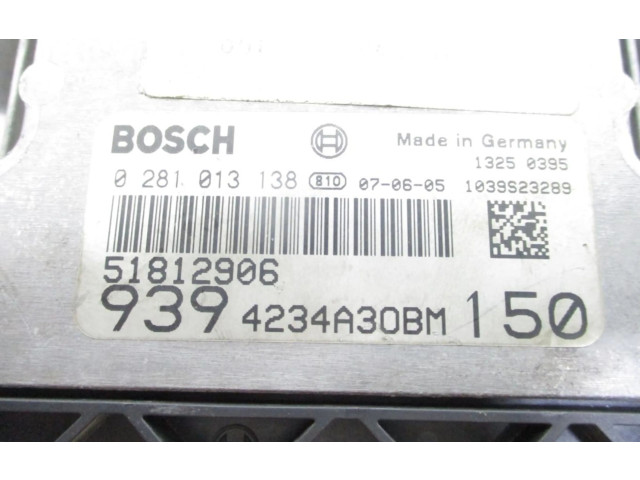 BOSCH Made in Germany
1325 0395
0 281 013 138 810 07-06-05 1039S23289
51812906
939 4234A30BM 150